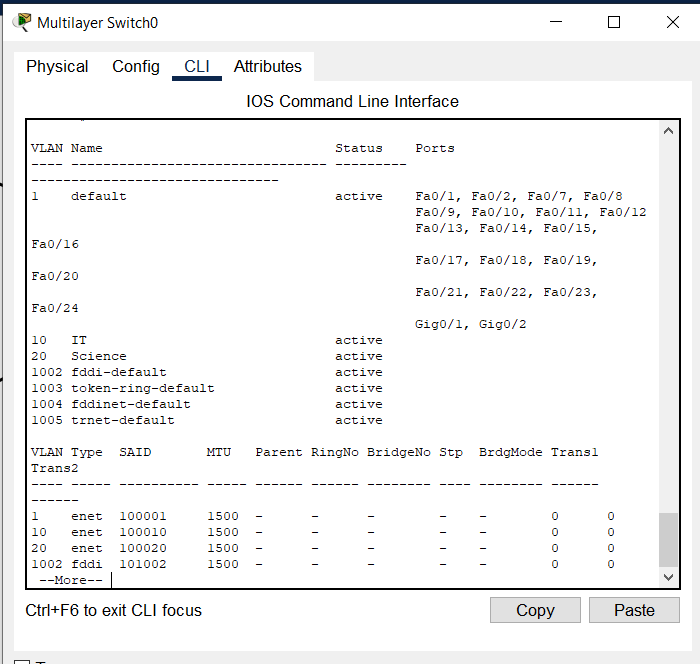 Multilayer Switch0
Physical Config CLI Attributes
IOS Command Line Interface
VLAN Name                             Status    Ports
---- -------------------------------- ---------
-------------------------------
1    default                          active    Fa0/1, Fa0/2, Fa0/7, Fa0/8
                                                Fa0/9, Fa0/10, Fa0/11, Fa0/12
                                                Fa0/13, Fa0/14, Fa0/15,
Fa0/16
                                                Fa0/17, Fa0/18, Fa0/19,
Fa0/20
                                                Fa0/21, Fa0/22, Fa0/23,
Fa0/24
                                                Gig0/1, Gig0/2
10   IT                               active
20   Science                          active
1002 fddi-default                     active
1003 token-ring-default               active
1004 fddinet-default                  active
1005 trnet-default                    active
VLAN Type  SAID       MTU   Parent RingNo BridgeNo Stp  BrdgMode Trans1
Trans2
---- ----- ---------- ----- ------ ------ -------- ---- -------- ------
------
1    enet  100001     1500  -      -      -        -    -        0      0
10   enet  100010     1500  -      -      -        -    -        0      0
20   enet  100020     1500  -      -      -        -    -        0      0
1002 fddi  101002     1500  -      -      -        -    -        0      0
 --More--
Ctrl+F6 to exit CLI focus
Copy Paste